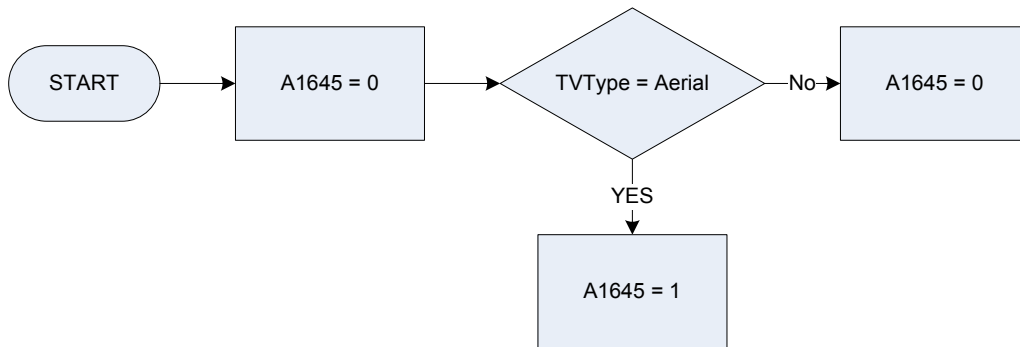 START
A1645 = 0
TVType = Aerial
No
A1645 = 0
YES
A1645 = 1